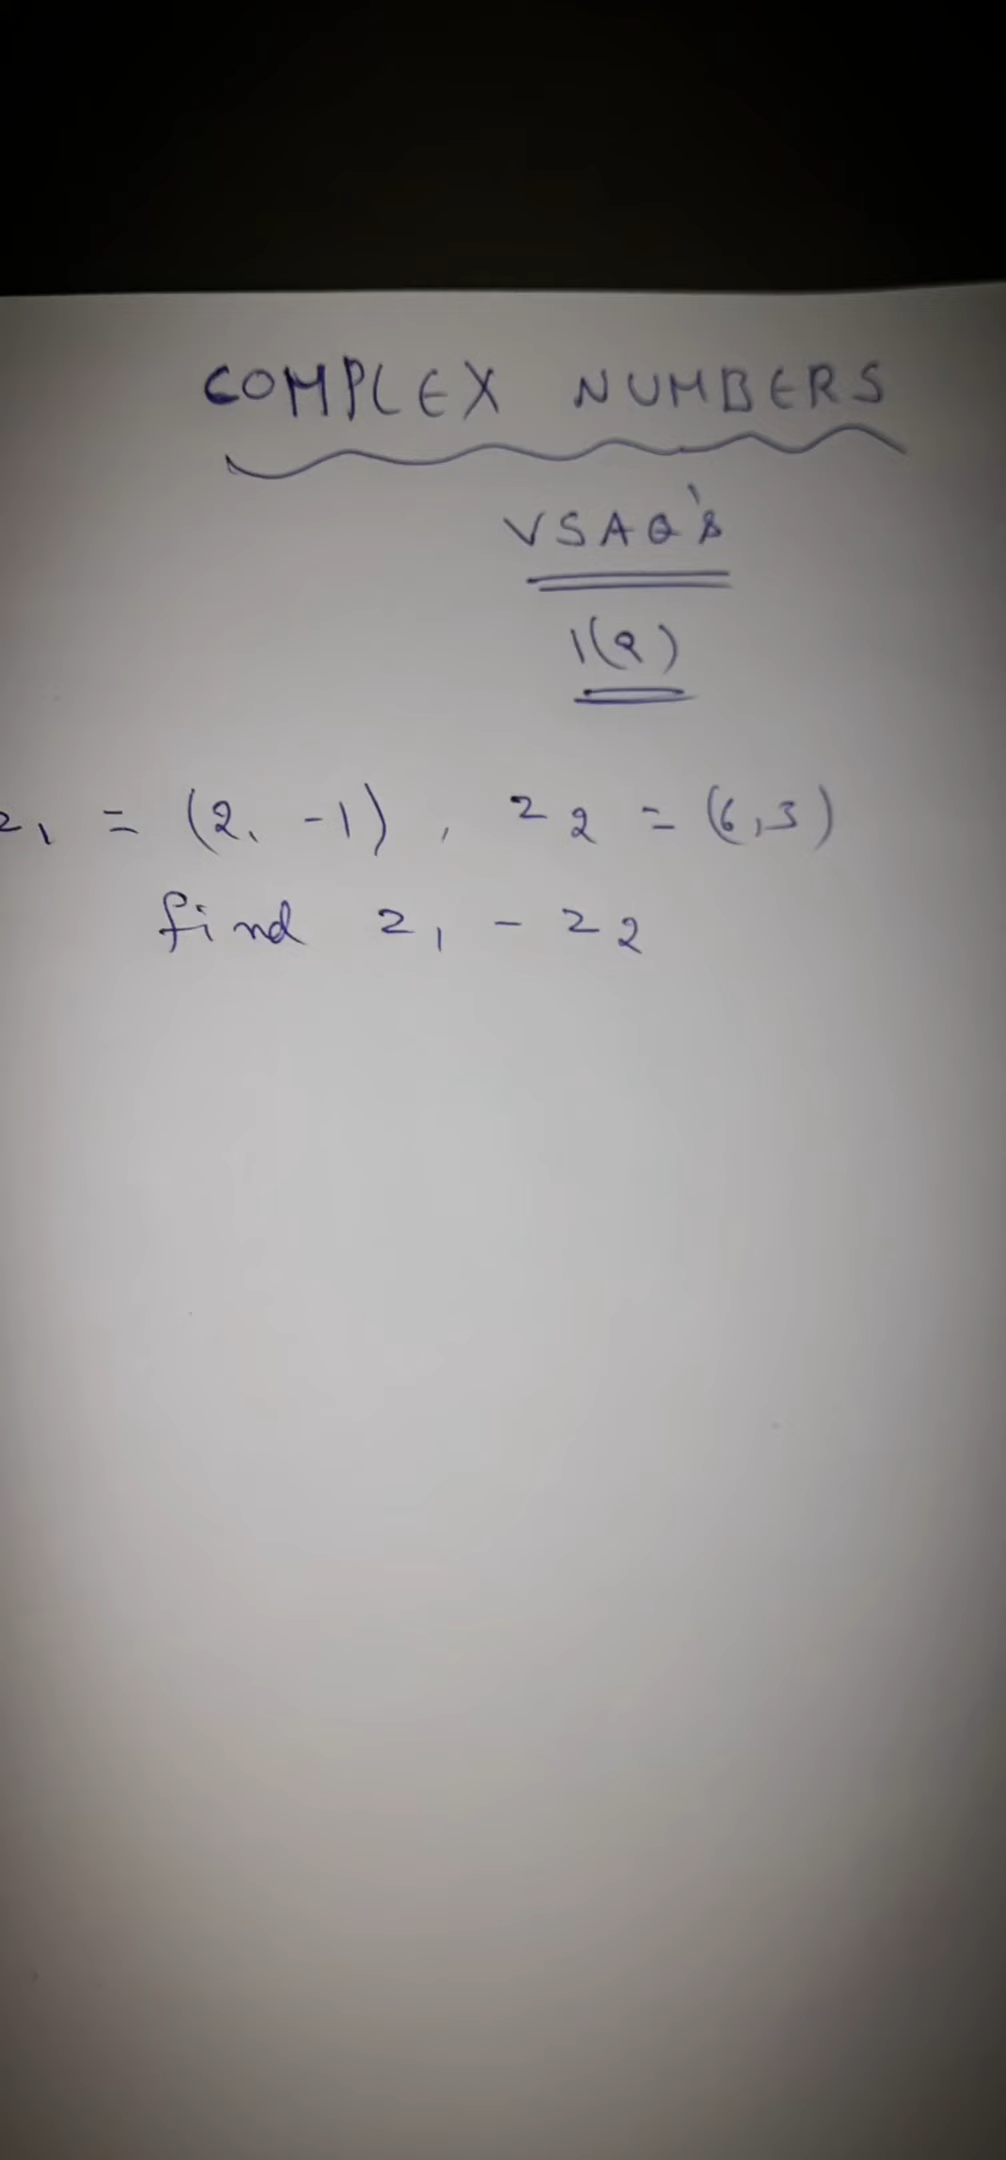 COMPLEX NUMBERS
VSAQ's
1(Q)
z₁ = (2, -1), z₂ = (6,3)
find z₁ - z₂